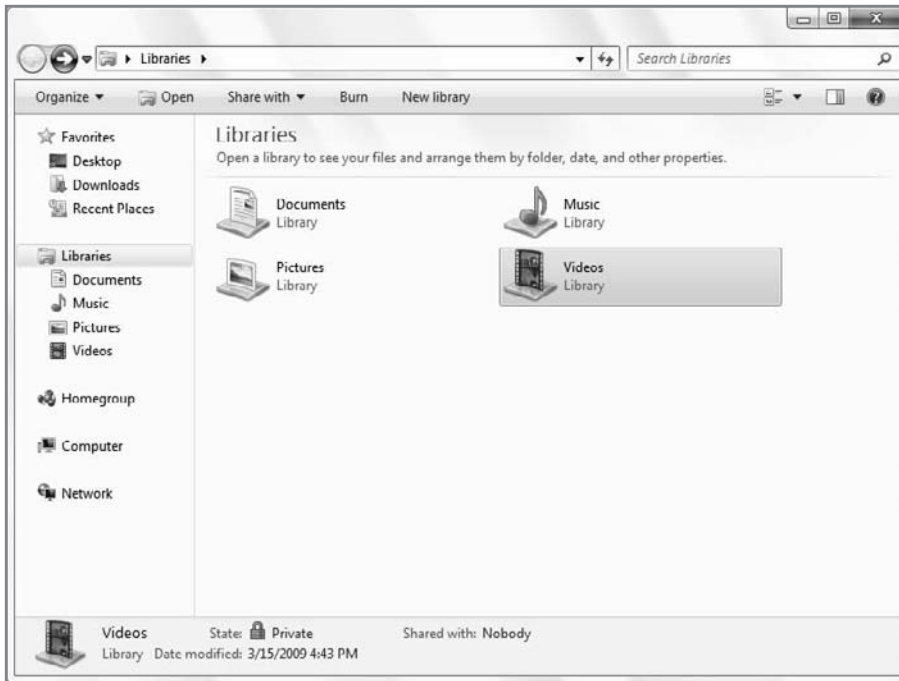 Libraries
Search Libraries
Organize Open Share with Burn New library
Favorites
Desktop
Downloads
Recent Places
Libraries
Documents
Music
Pictures
Videos
Homegroup
Computer
Network
Libraries
Open a library to see your files and arrange them by folder, date, and other properties.
Documents
Library
Music
Library
Pictures
Library
Videos
Library
Videos State: Private Shared with: Nobody
Library Date modified: 3/15/2009 4:43 PM